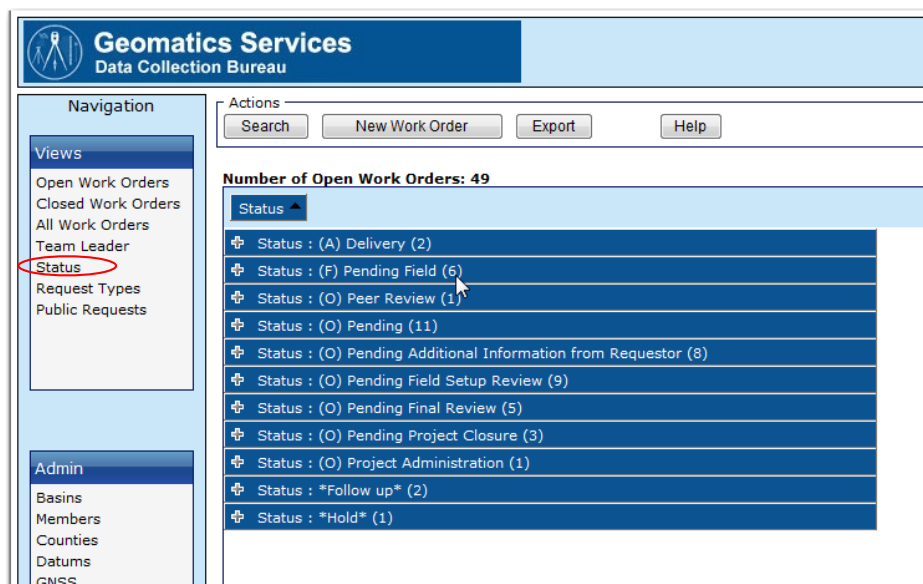 Geomatics Services
Data Collection Bureau
Navigation
Views
Open Work Orders
Closed Work Orders
All Work Orders
Team Leader
Status
Request Types
Public Requests
Admin
Basins
Members
Counties
Datums
GNSS
Actions
Search New Work Order Export Help
Number of Open Work Orders: 49
Status
Status : (A) Delivery (2)
Status : (F) Pending Field (6)
Status : (O) Peer Review (1)
Status : (O) Pending (11)
Status : (O) Pending Additional Information from Requestor (8)
Status : (O) Pending Field Setup Review (9)
Status : (O) Pending Final Review (5)
Status : (O) Pending Project Closure (3)
Status : (O) Project Administration (1)
Status : *Follow up* (2)
Status : *Hold* (1)